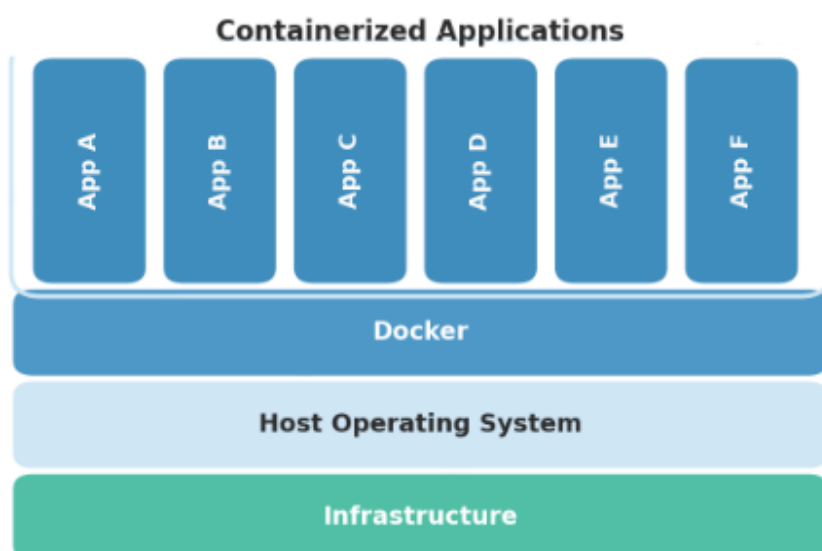 Containerized Applications
App A
App B
App C
App D
App E
App F
Docker
Host Operating System
Infrastructure